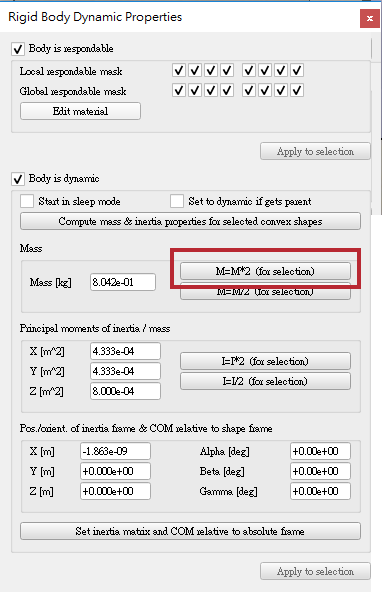 Rigid Body Dynamic Properties
x
Body is respondable
Local respondable mask
Global respondable mask
Edit material
Apply to selection
Body is dynamic
Start in sleep mode Set to dynamic if gets parent
Compute mass & inertia properties for selected convex shapes
Mass
Mass [kg] 8.042e-01 M=M*2 (for selection)
M=M/2 (for selection)
Principal moments of inertia / mass
X [m^2] 4.333e-04 I=I*2 (for selection)
Y [m^2] 4.333e-04 I=I/2 (for selection)
Z [m^2] 8.000e-04
Pos./orient. of inertia frame & COM relative to shape frame
X [m] -1.863e-09 Alpha [deg] +0.00e+00
Y [m] +0.000e+00 Beta [deg] +0.00e+00
Z [m] +0.000e+00 Gamma [deg] +0.00e+00
Set inertia matrix and COM relative to absolute frame
Apply to selection